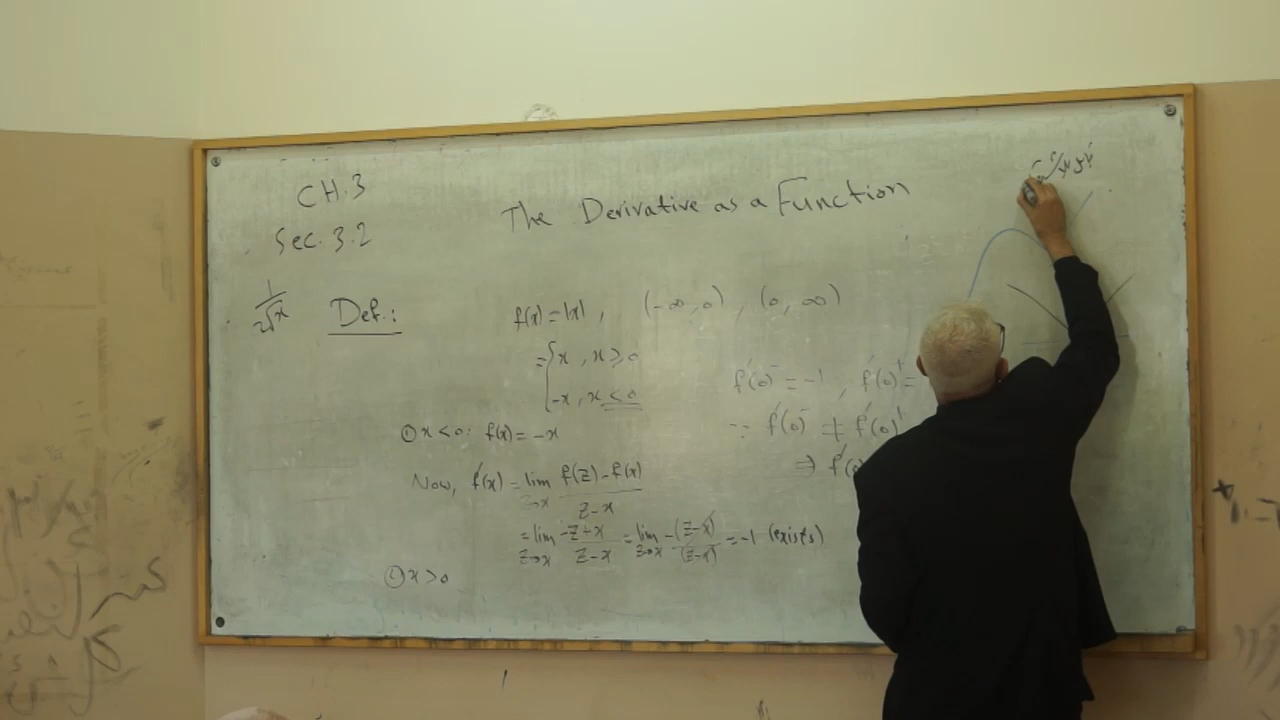 CH.3
Sec. 3.2
The Derivative as a Function
1/√x
Def.:
f(x) = |x| , (-∞, 0) , (0, ∞)
= { x , x ≥ 0
-x , x < 0
① x < 0: f(x) = -x
Now, f'(x) = lim z→x (f(z) - f(x))/(z - x)
= lim z→x (-z + x)/(z - x) = lim z→x -(z - x)/(z - x) = -1 (exists)
② x > 0
f'(0)⁻ = -1 , f'(0)⁺ =
∵ f'(0)⁻ ≠ f'(0)⁺
⇒ f'(0